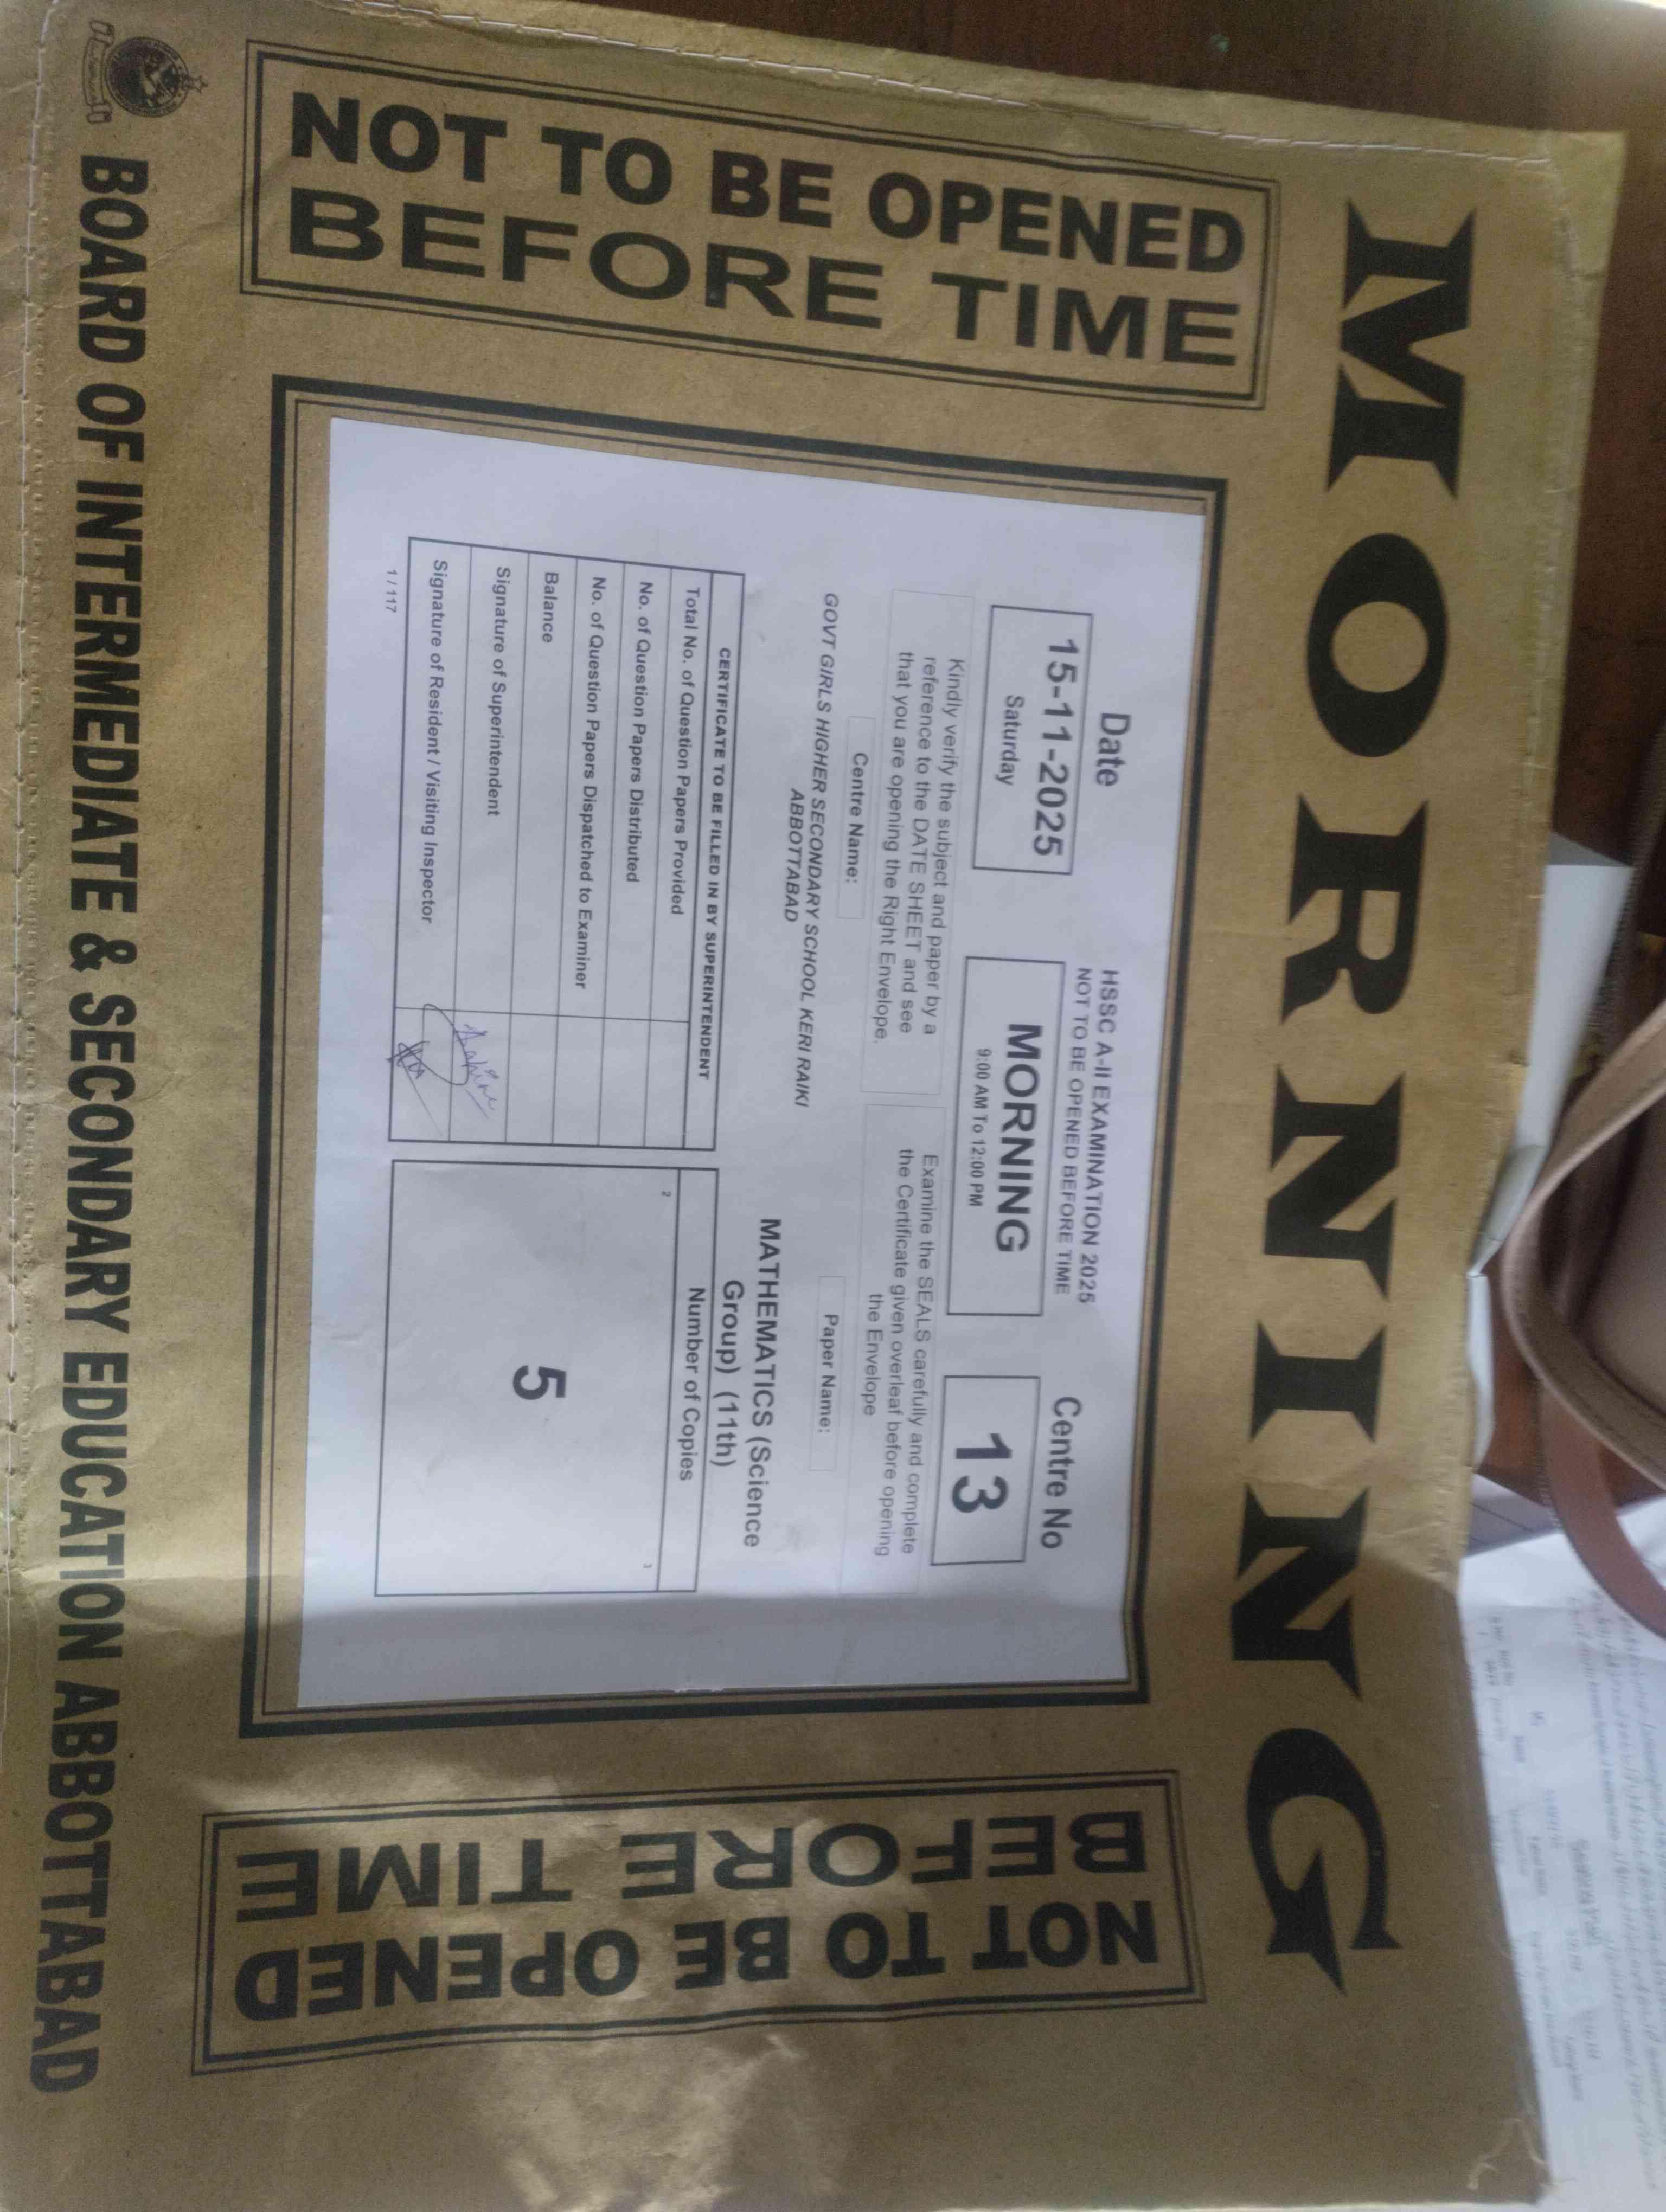 MORNING
NOT TO BE OPENED
BEFORE TIME
Date
15-11-2025
Saturday
HSSC A-II EXAMINATION 2025
NOT TO BE OPENED BEFORE TIME
MORNING
9:00 AM To 12:00 PM
Centre No
13
Kindly verify the subject and paper by a
reference to the DATE SHEET and see
that you are opening the Right Envelope.
Examine the SEALS carefully and complete
the Certificate given overleaf before opening
the Envelope
Centre Name:
GOVT GIRLS HIGHER SECONDARY SCHOOL KERI RAIKI
ABBOTTABAD
Paper Name:
MATHEMATICS (Science
Group) (11th)
CERTIFICATE TO BE FILLED IN BY SUPERINTENDENT
Total No. of Question Papers Provided
No. of Question Papers Distributed
No. of Question Papers Dispatched to Examiner
Balance
Signature of Superintendent
Signature of Resident / Visiting Inspector
Number of Copies
2
3
5
1 / 117
NOT TO BE OPENED
BEFORE TIME
BOARD OF INTERMEDIATE & SECONDARY EDUCATION ABBOTTABAD